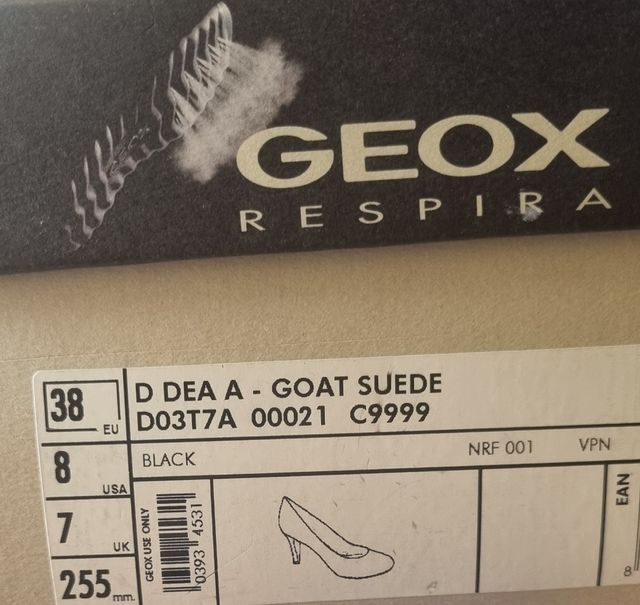 GEOX
RESPIRA
38 EU
D DEA A - GOAT SUEDE
D03T7A 00021 C9999
8 USA
BLACK NRF 001 VPN
7 UK
GEOX USE ONLY
0393 4531
EAN
8
255 mm.